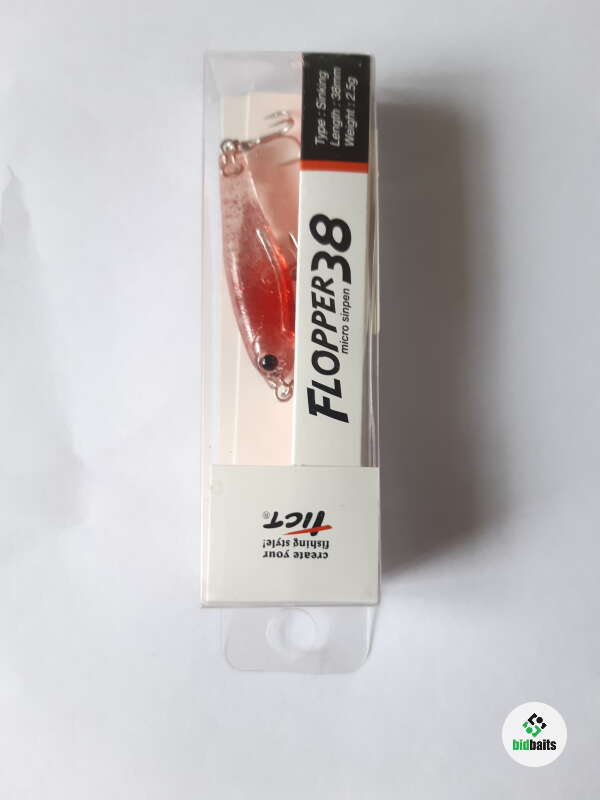 Type : Sinking
Length : 38mm
Weight : 2.5g
FLOPPER38
micro sinpen
TICT®
create your
fishing style!
bidbaits